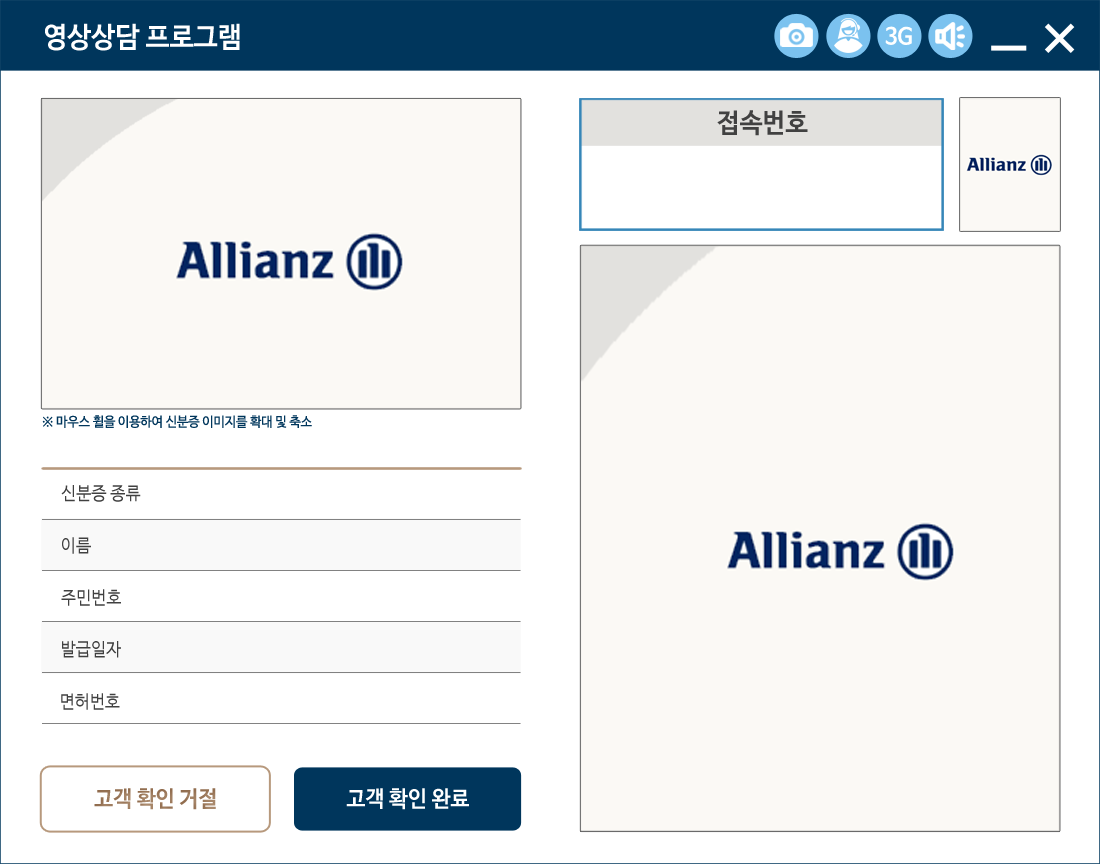 영상상담 프로그램
3G
접속번호
Allianz
Allianz
※ 마우스 휠을 이용하여 신분증 이미지를 확대 및 축소
신분증 종류
이름
주민번호
발급일자
면허번호
고객 확인 거절
고객 확인 완료
Allianz